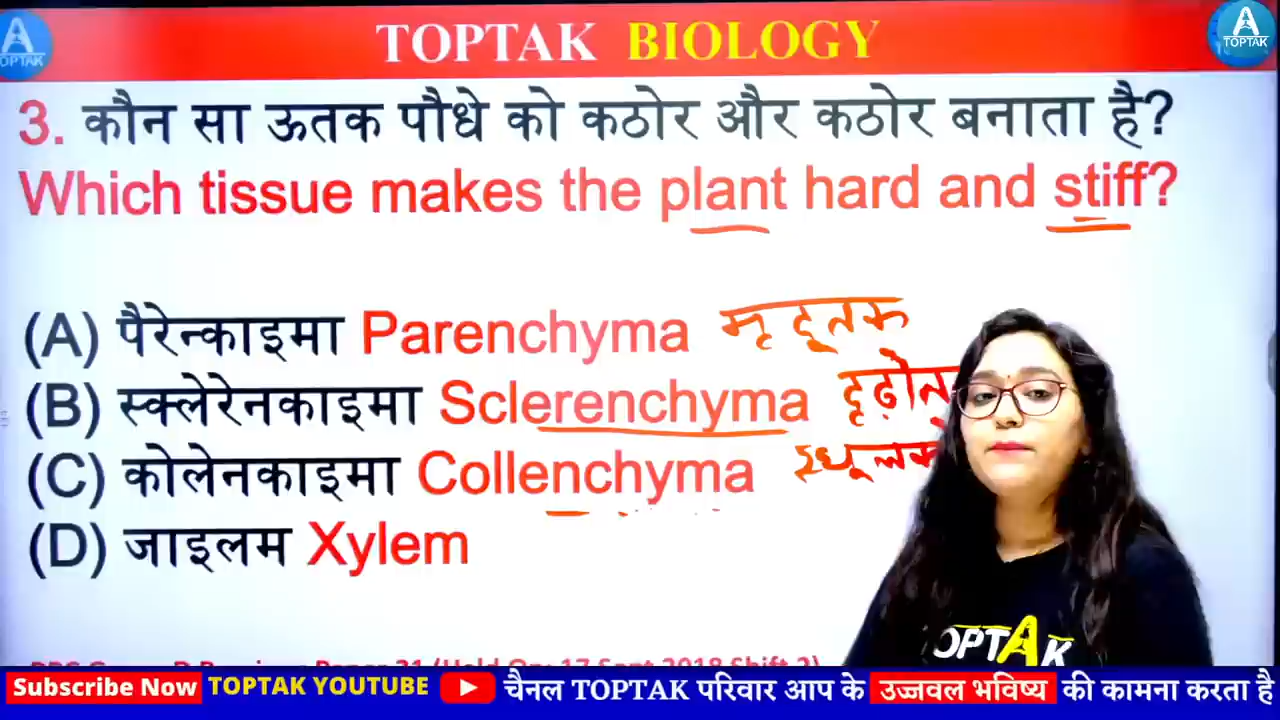 TOPTAK BIOLOGY
A TOPTAK
A TOPTAK
3. कौन सा ऊतक पौधे को कठोर और कठोर बनाता है?
Which tissue makes the plant hard and stiff?
(A) पैरेन्काइमा Parenchyma मृदूतक
(B) स्क्लेरेनकाइमा Sclerenchyma
(C) कोलेनकाइमा Collenchyma
(D) जाइलम Xylem
TOPTAK
Subscribe Now TOPTAK YOUTUBE चैनल TOPTAK परिवार आप के उज्जवल भविष्य की कामना करता है